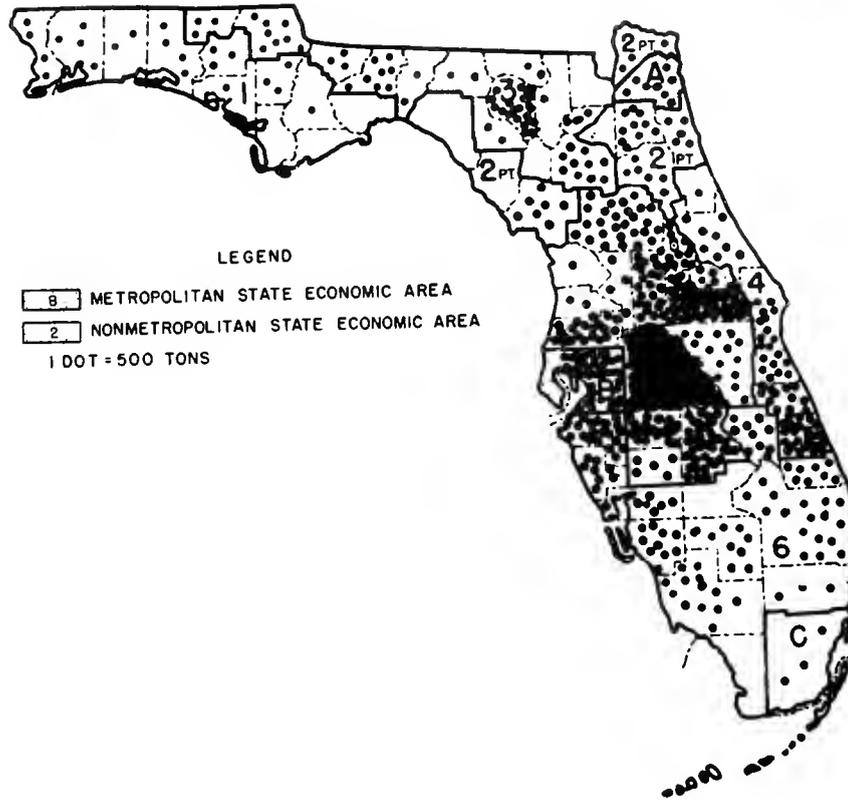 2 PT
A
1
3
2 PT
2 PT
LEGEND
4
8 METROPOLITAN STATE ECONOMIC AREA
2 NONMETROPOLITAN STATE ECONOMIC AREA
1 DOT = 500 TONS
6
C